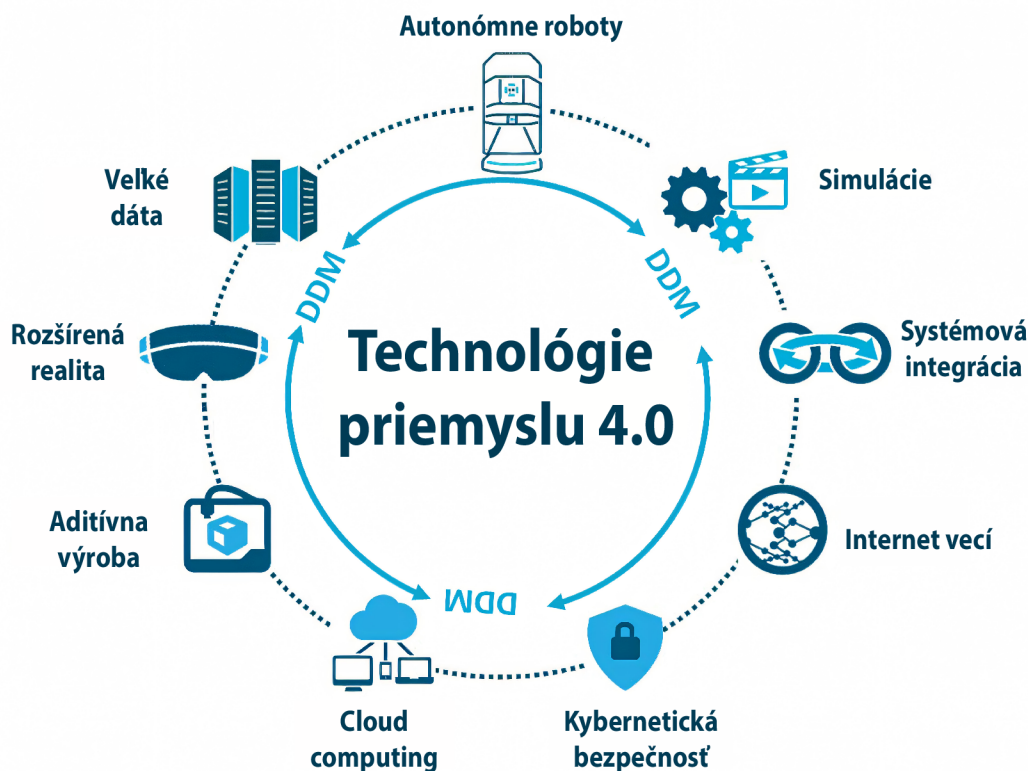 Autonómne roboty
Veľké
dáta
Simulácie
DDM
DDM
Rozšírená
realita
Technológie
priemyslu 4.0
Systémová
integrácia
Aditívna
výroba
Internet vecí
DDM
Cloud
computing
Kybernetická
bezpečnosť